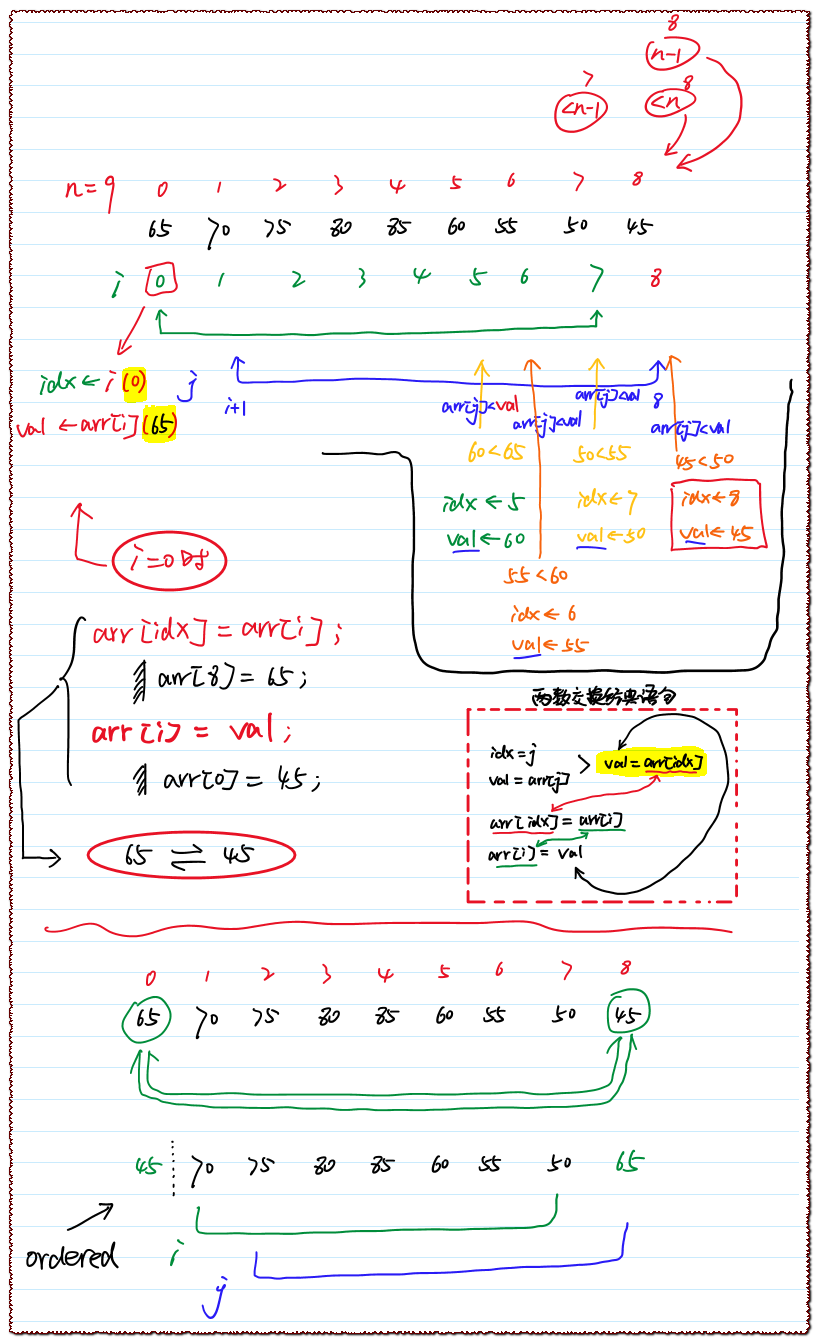 8
n-1
7 8
<n-1 <n
n=9 0 1 2 3 4 5 6 7 8
65 70 75 80 85 60 55 50 45
i 0 1 2 3 4 5 6 7 8
idx ← i (0) j i+1 8
val ← arr[i] (65)
arr[j]<val
60<65
idx ← 5
val ← 60
arr[j]<val
55<60
idx ← 6
val ← 55
arr[j]<val
50<55
idx ← 7
val ← 50
arr[j]<val
45<50
idx ← 8
val ← 45
i=0时
arr[idx] = arr[i];
arr[8] = 65;
arr[i] = val;
arr[0] = 45;
65 ⇌ 45
两数交换经典语句
idx=j
val = arr[j]
> val = arr[idx]
arr[idx] = arr[i]
arr[i] = val
0 1 2 3 4 5 6 7 8
65 70 75 80 85 60 55 50 45
45 70 75 80 85 60 55 50 65
ordered
i
j